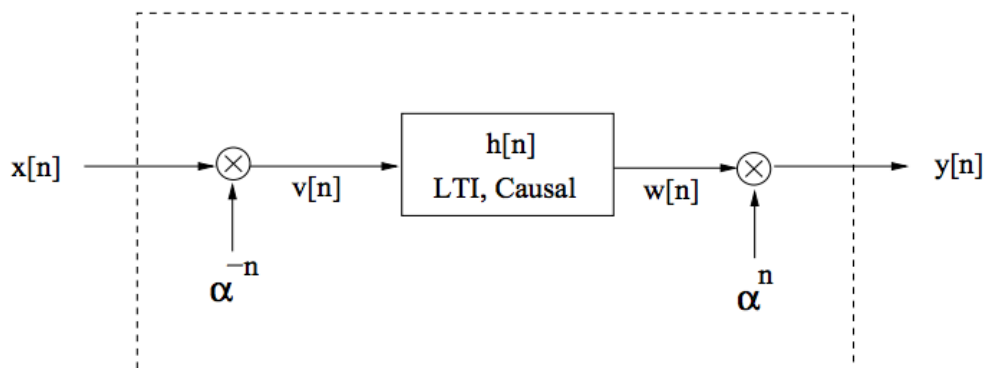 h[n]
x[n]
y[n]
LTI, Causal
v[n]
w[n]
α^{-n}
α^{n}